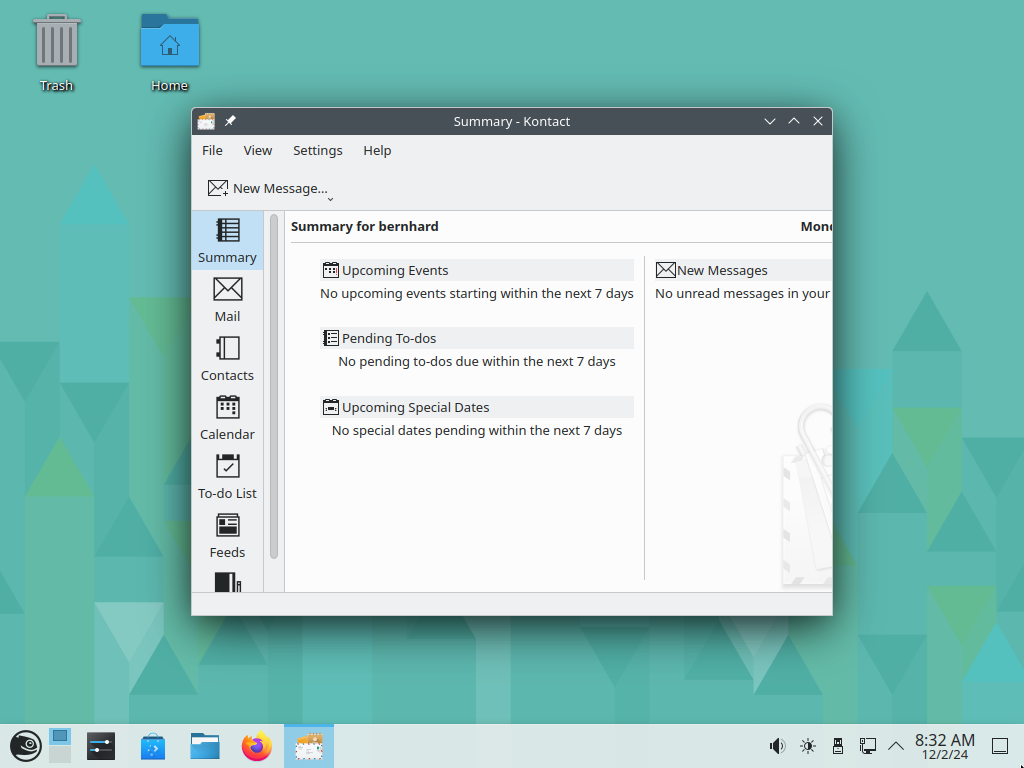 Trash
Home
Summary - Kontact
File View Settings Help
New Message...
Summary
Mail
Contacts
Calendar
To-do List
Feeds
Summary for bernhard
Upcoming Events
No upcoming events starting within the next 7 days
Pending To-dos
No pending to-dos due within the next 7 days
Upcoming Special Dates
No special dates pending within the next 7 days
New Messages
No unread messages in your
8:32 AM
12/2/24